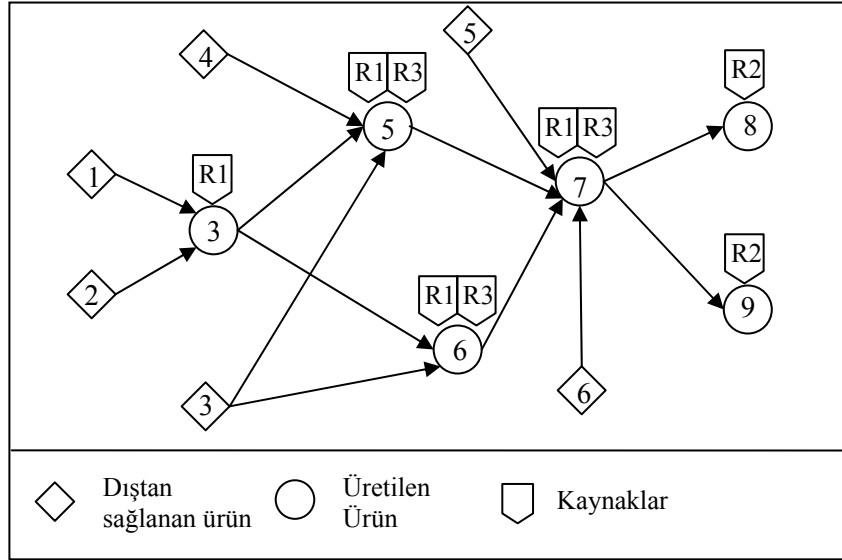 5
4
R1 R3
R2
5
8
R1 R3
1
R1
7
3
R2
2
R1 R3
9
6
3
6
Dıştan
sağlanan ürün
Üretilen
Ürün
Kaynaklar